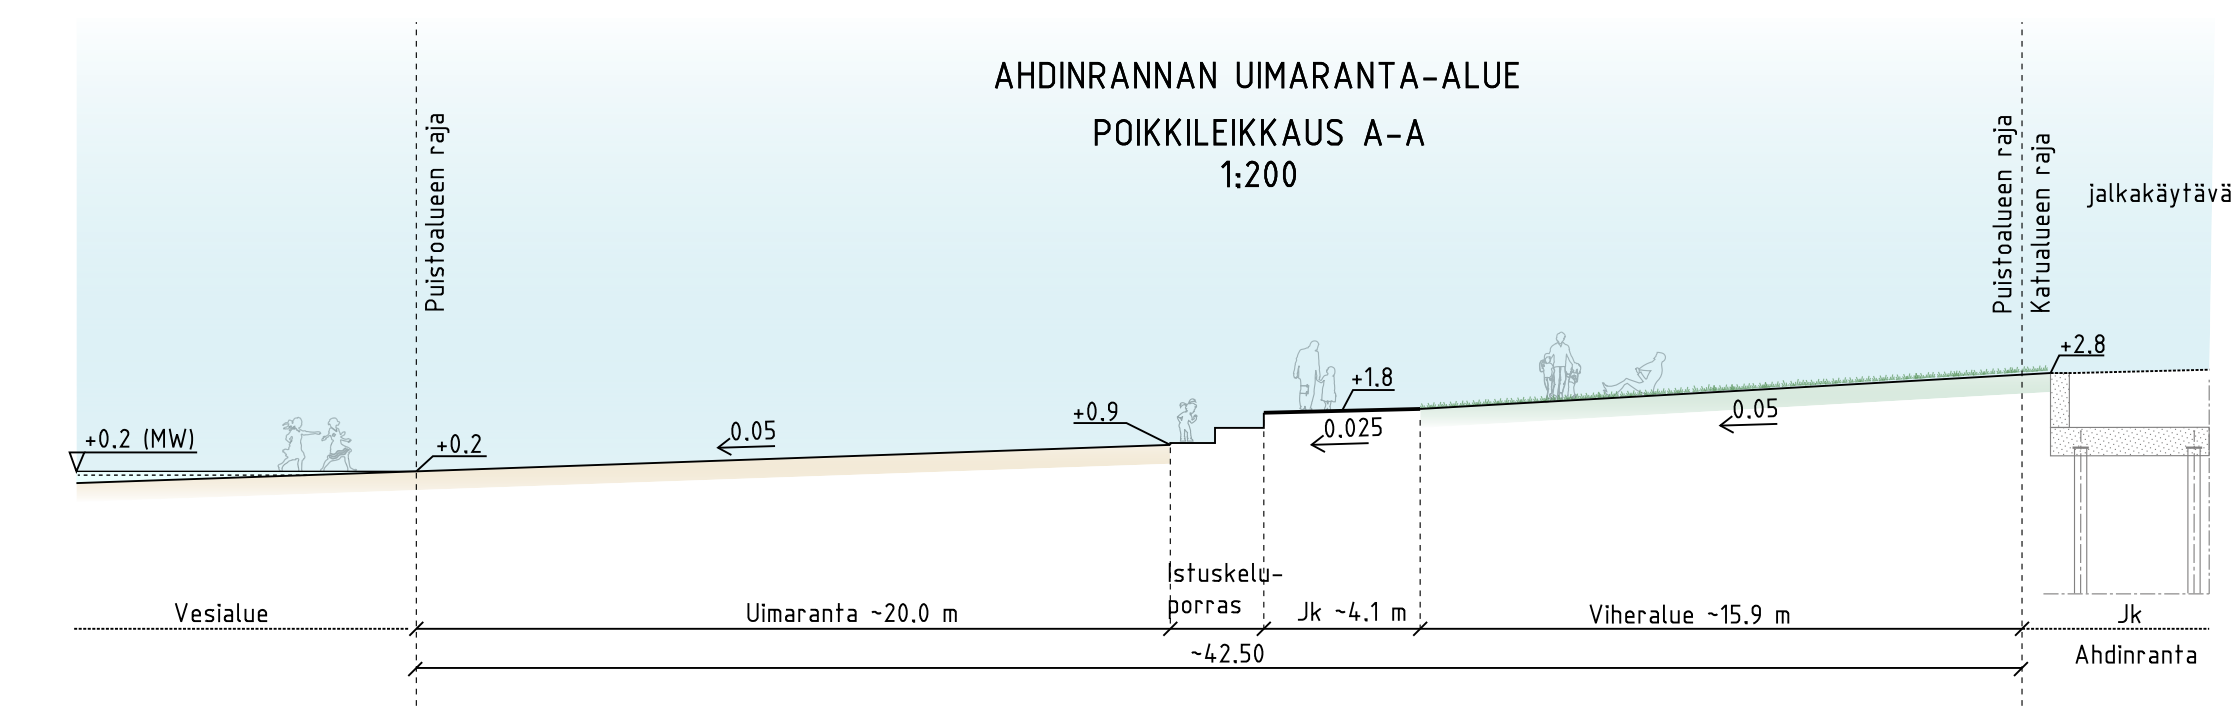 AHDINRANNAN UIMARANTA-ALUE
POIKKILEIKKAUS A-A
1:200
Puistoalueen raja
Puistoalueen raja
Katualueen raja
jalkakäytävä
+2.8
+1.8
+0.9
0.05
0.025
0.05
+0.2 (MW)
+0.2
Istuskelu-
porras
Vesialue
Uimaranta ~20.0 m
Jk ~4.1 m
Viheralue ~15.9 m
Jk
~42.50
Ahdinranta